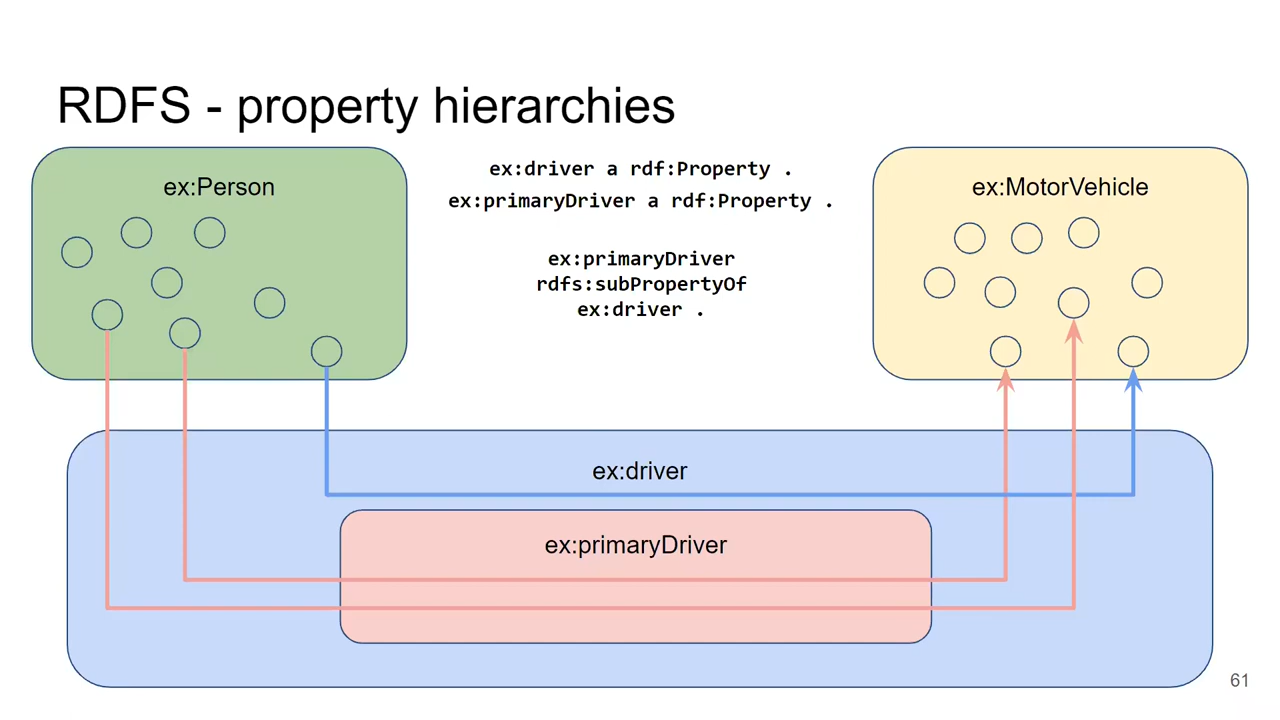 RDFS - property hierarchies
ex:Person
ex:driver a rdf:Property .
ex:primaryDriver a rdf:Property .
ex:primaryDriver
rdfs:subPropertyOf
ex:driver .
ex:MotorVehicle
ex:driver
ex:primaryDriver
61